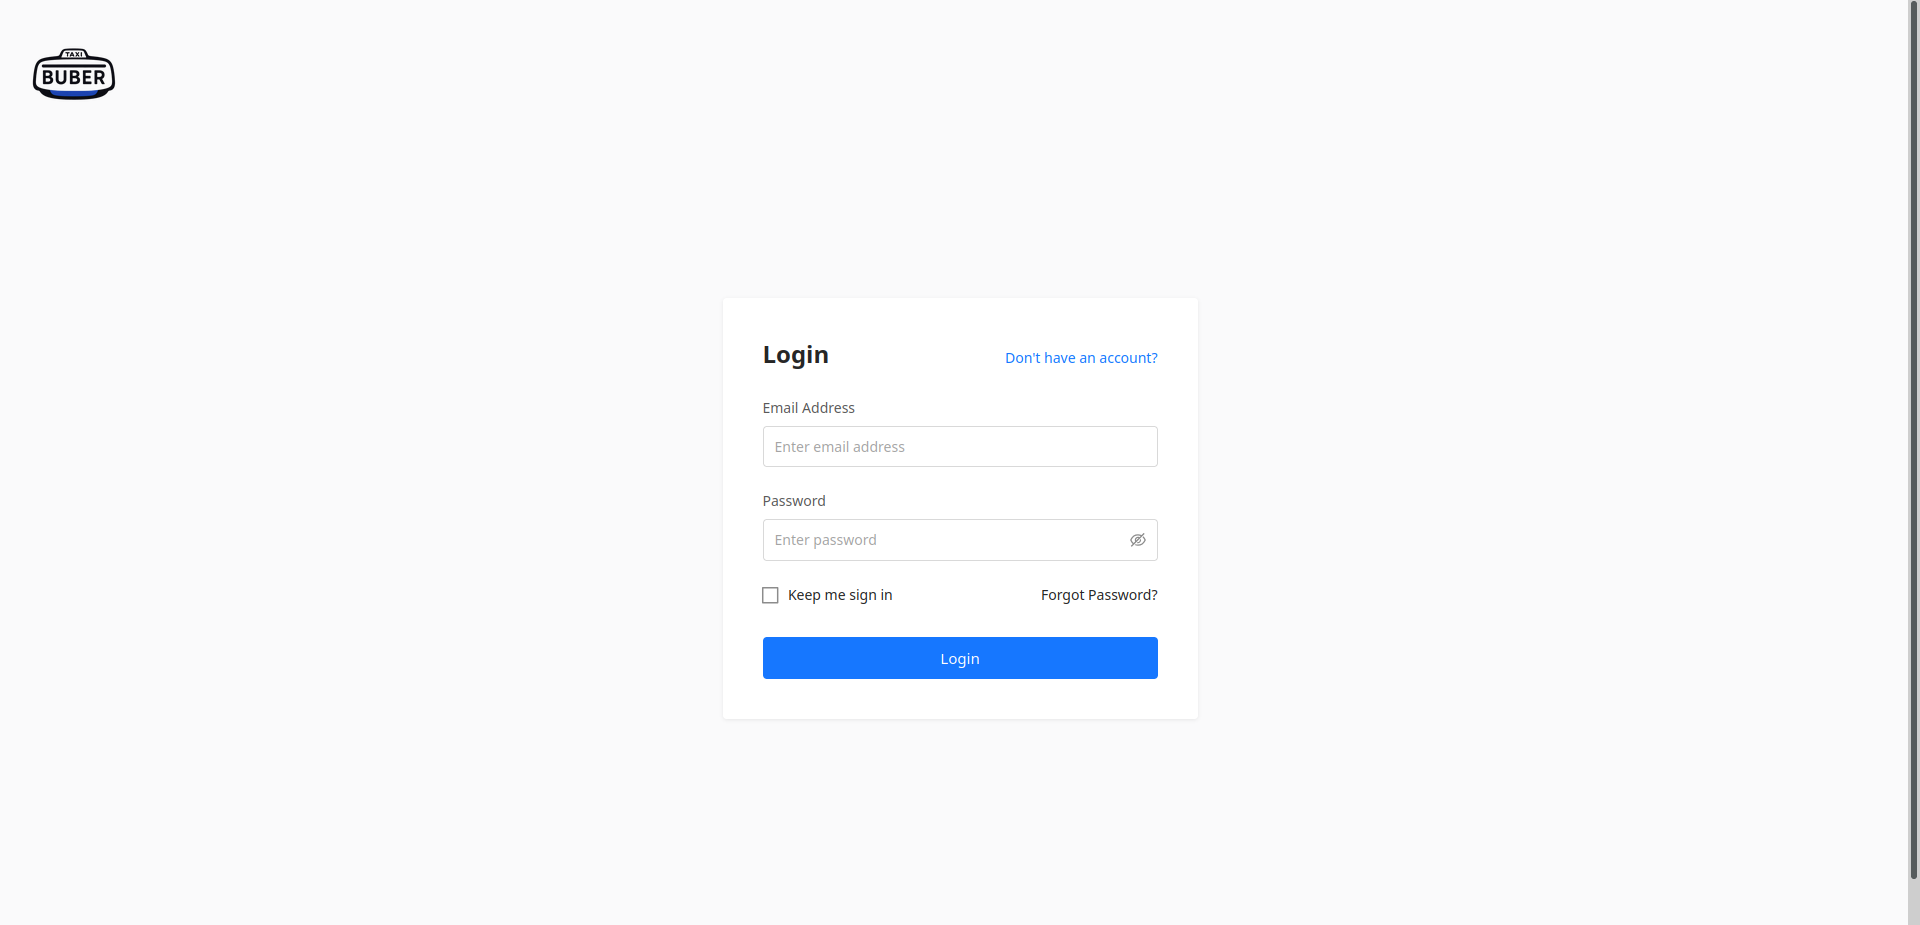 TAXI
BUBER
Login
Don't have an account?
Email Address
Enter email address
Password
Enter password
Keep me sign in
Forgot Password?
Login